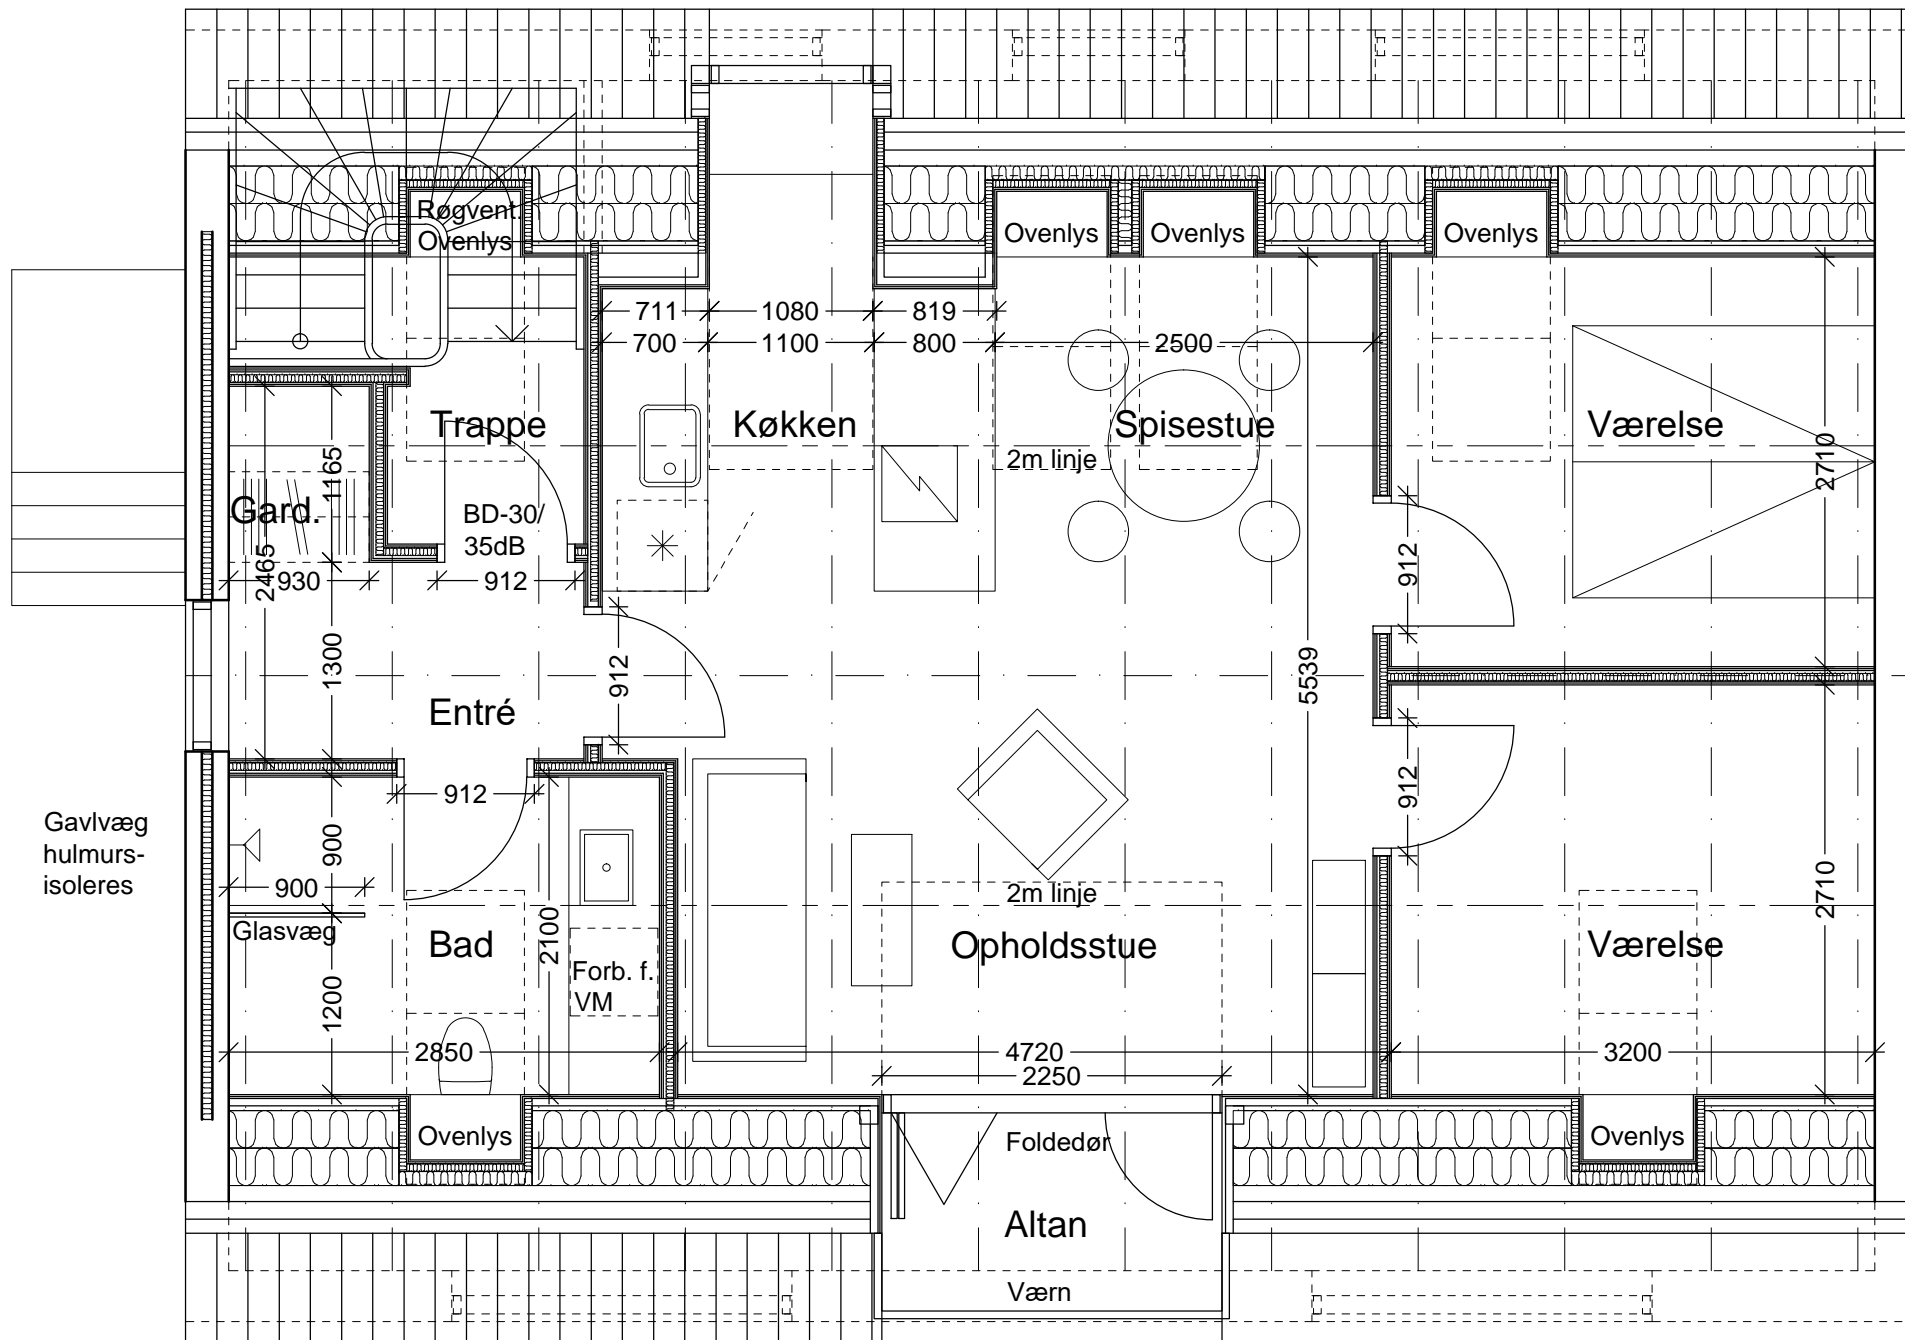 Røgvent.
Ovenlys
Ovenlys
Ovenlys
Ovenlys
711
1080
819
700
1100
800
2500
Trappe
Køkken
Spisestue
Værelse
2m linje
2710
1165
Gard.
BD-30/
35dB
2465
930
912
912
1300
912
5539
Entré
912
912
Gavlvæg
hulmurs-
isoleres
900
900
2m linje
2710
Glasvæg
Bad
2100
Opholdsstue
Værelse
Forb. f.
VM
1200
2850
4720
3200
2250
Ovenlys
Foldedør
Ovenlys
Altan
Værn